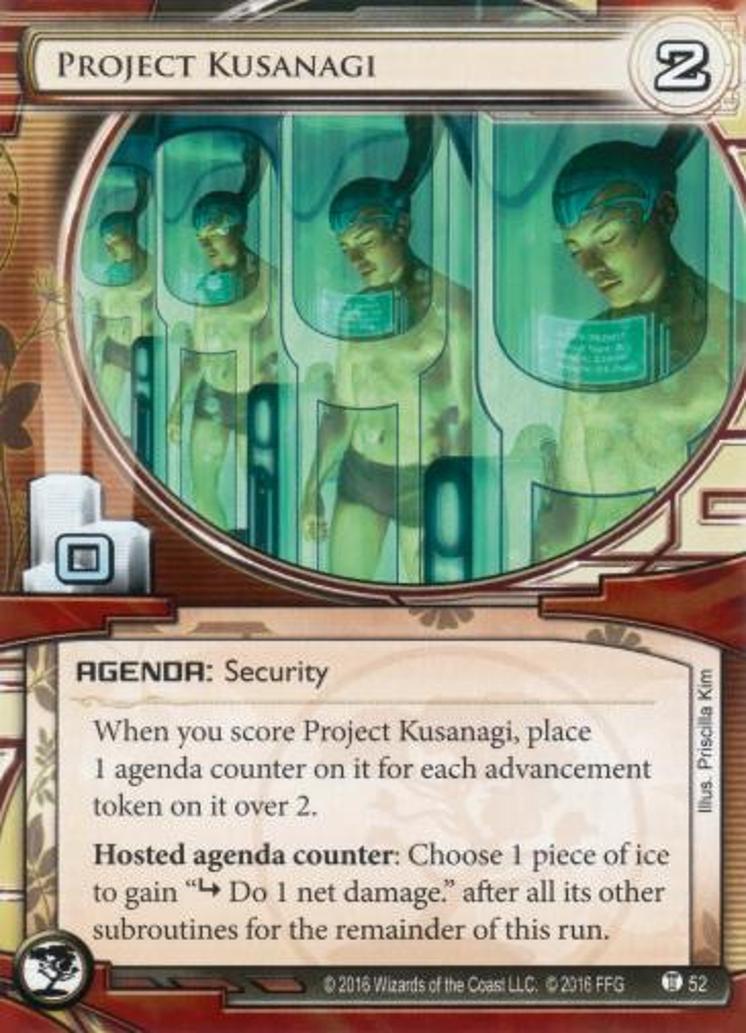 PROJECT KUSANAGI
2
AGENDA: Security
When you score Project Kusanagi, place
1 agenda counter on it for each advancement
token on it over 2.
Hosted agenda counter: Choose 1 piece of ice
to gain “↳ Do 1 net damage.” after all its other
subroutines for the remainder of this run.
Illus. Priscilla Kim
© 2016 Wizards of the Coast LLC. © 2016 FFG
52